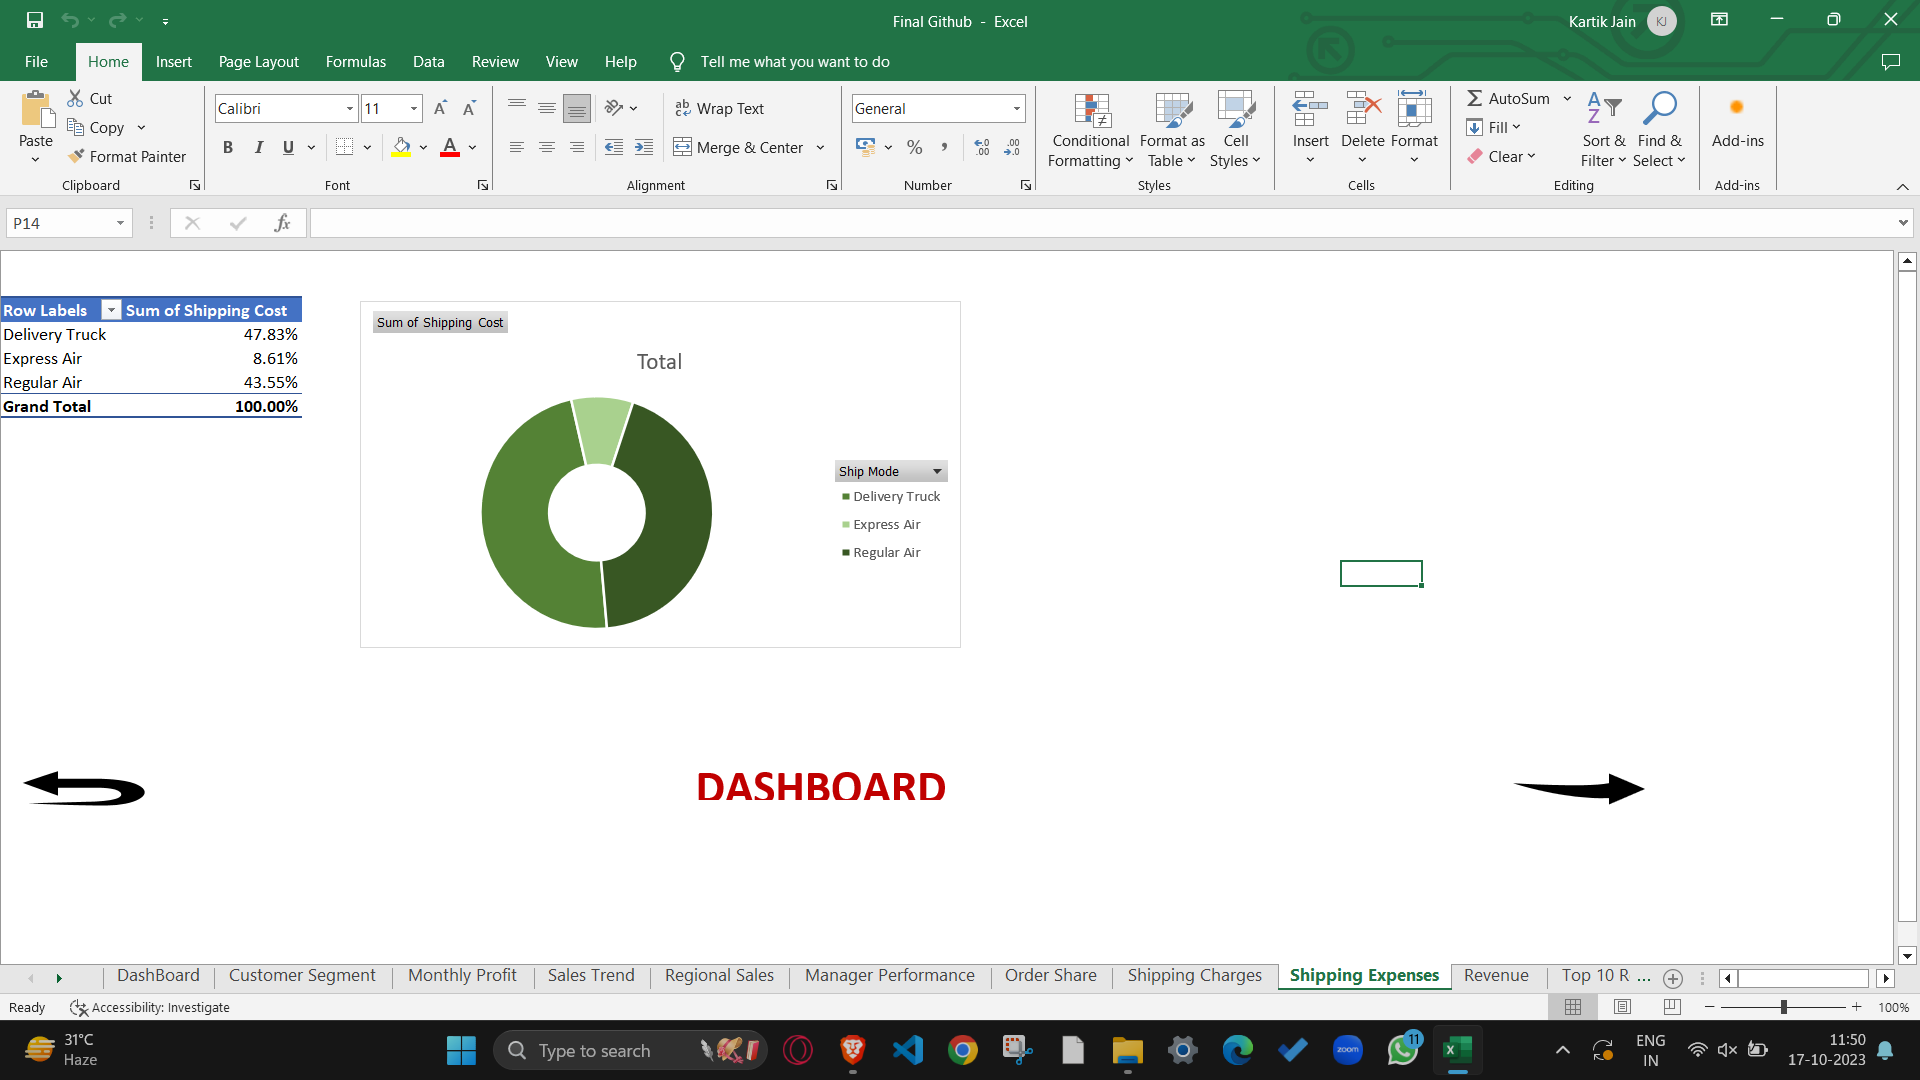 Final Github - Excel
Kartik Jain
KJ
File Home Insert Page Layout Formulas Data Review View Help Tell me what you want to do
Paste
Cut
Copy
Format Painter
Clipboard
Calibri 11
B I U
Font
Wrap Text
Merge & Center
Alignment
General
Number
Conditional Formatting
Format as Table
Cell Styles
Styles
Insert Delete Format
Cells
AutoSum
Fill
Clear
Sort & Filter
Find & Select
Editing
Add-ins
Add-ins
P14
fx
Row Labels Sum of Shipping Cost
Delivery Truck 47.83%
Express Air 8.61%
Regular Air 43.55%
Grand Total 100.00%
Sum of Shipping Cost
Total
Ship Mode
Delivery Truck
Express Air
Regular Air
DASHBOARD
DashBoard Customer Segment Monthly Profit Sales Trend Regional Sales Manager Performance Order Share Shipping Charges Shipping Expenses Revenue Top 10 R ...
Ready Accessibility: Investigate
100%
31°C
Haze
Type to search
zoom
11
ENG
IN
11:50
17-10-2023